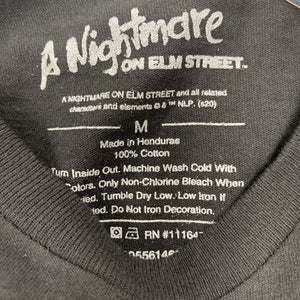 A Nightmare
ON ELM STREET™
A NIGHTMARE ON ELM STREET and all related
characters and elements © & ™ NLP. (s20)
M
Made in Honduras
100% Cotton
Turn Inside Out. Machine Wash Cold With
Colors. Only Non-Chlorine Bleach When
Tumble Dry Low. Low Iron If
Do Not Iron Decoration.
RN #11164